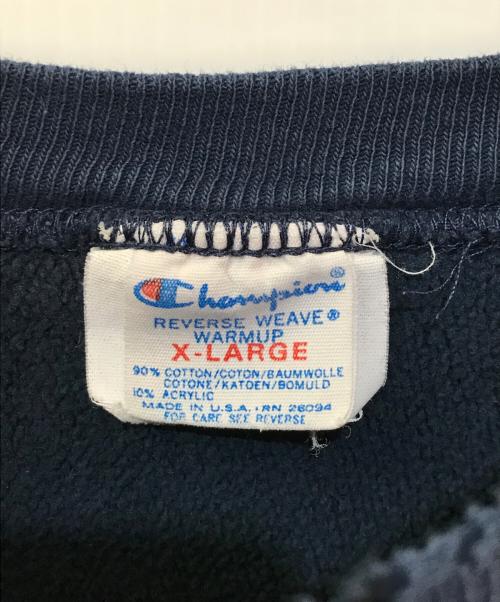 Champion®
REVERSE WEAVE®
WARMUP
X-LARGE
90% COTTON/COTON/BAUMWOLLE
COTONE/KATOEN/BOMULD
10% ACRYLIC
MADE IN U.S.A. RN 26094
FOR CARE SEE REVERSE